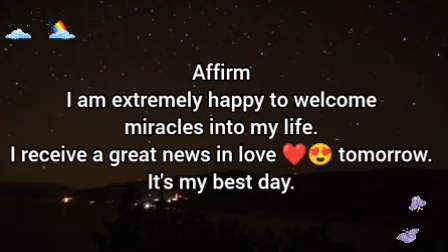 Affirm
I am extremely happy to welcome
miracles into my life.
I receive a great news in love ❤️😍 tomorrow.
It's my best day.